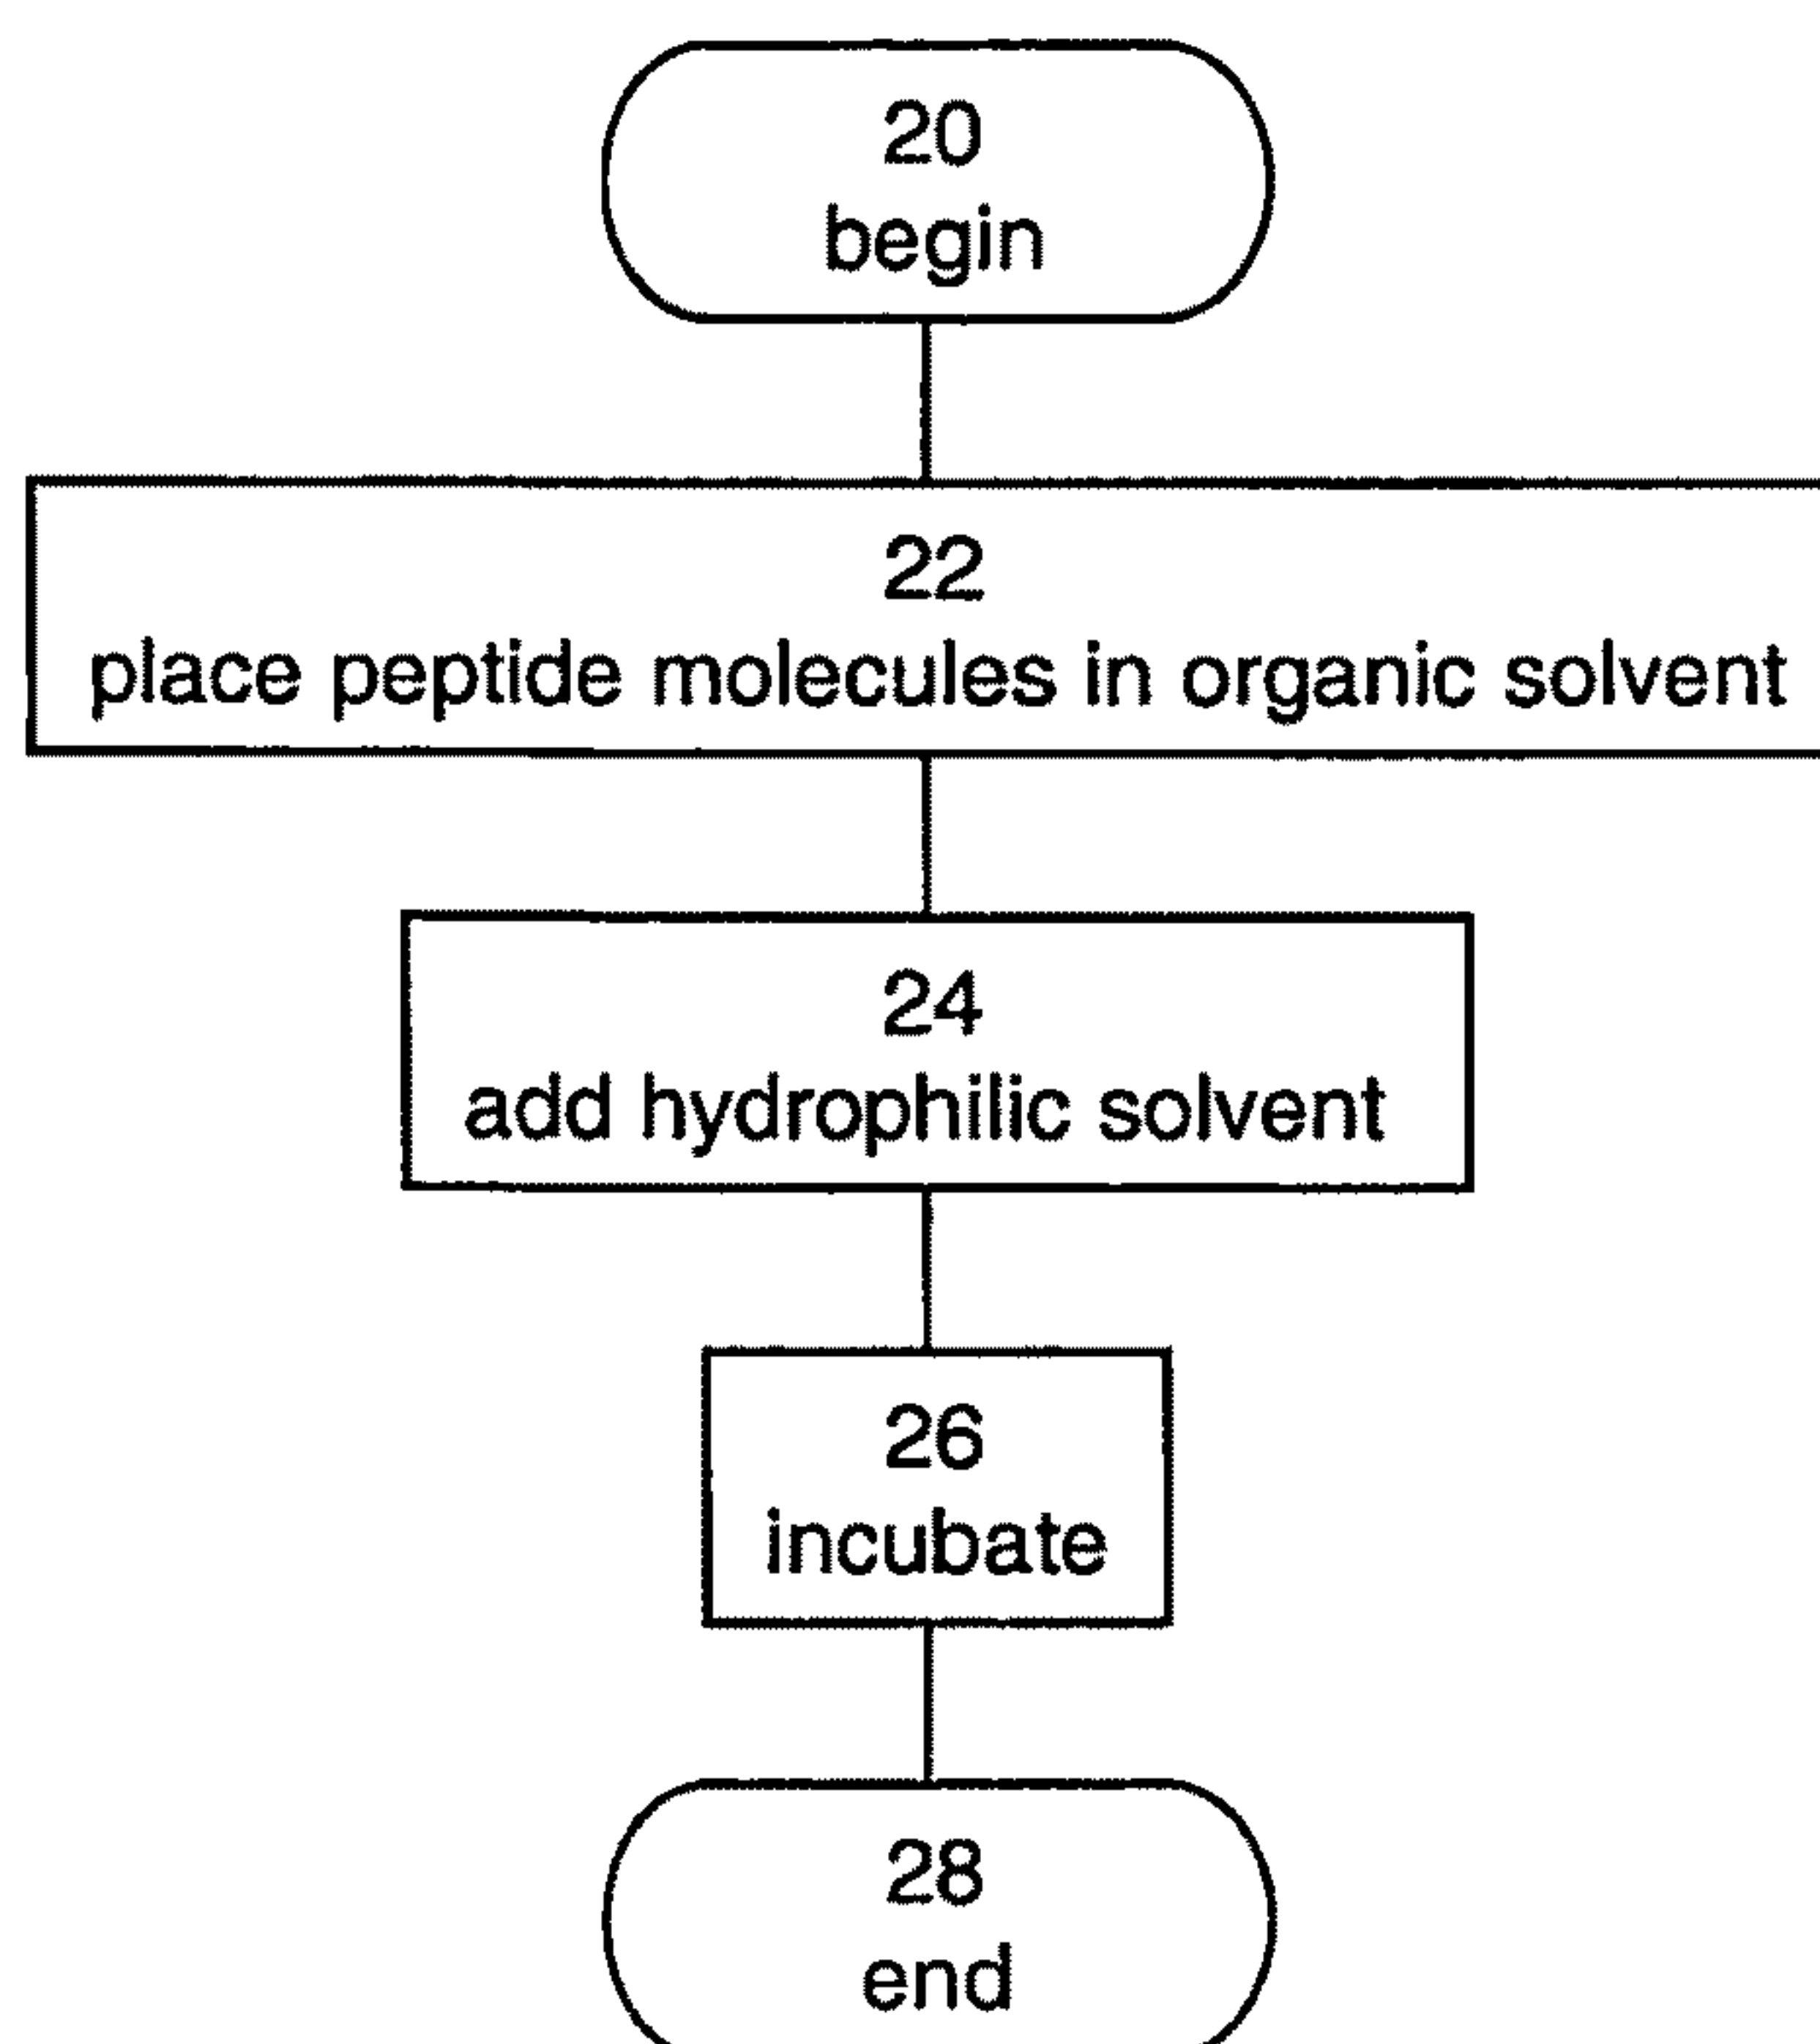 20
begin
22
place peptide molecules in organic solvent
24
add hydrophilic solvent
26
incubate
28
end